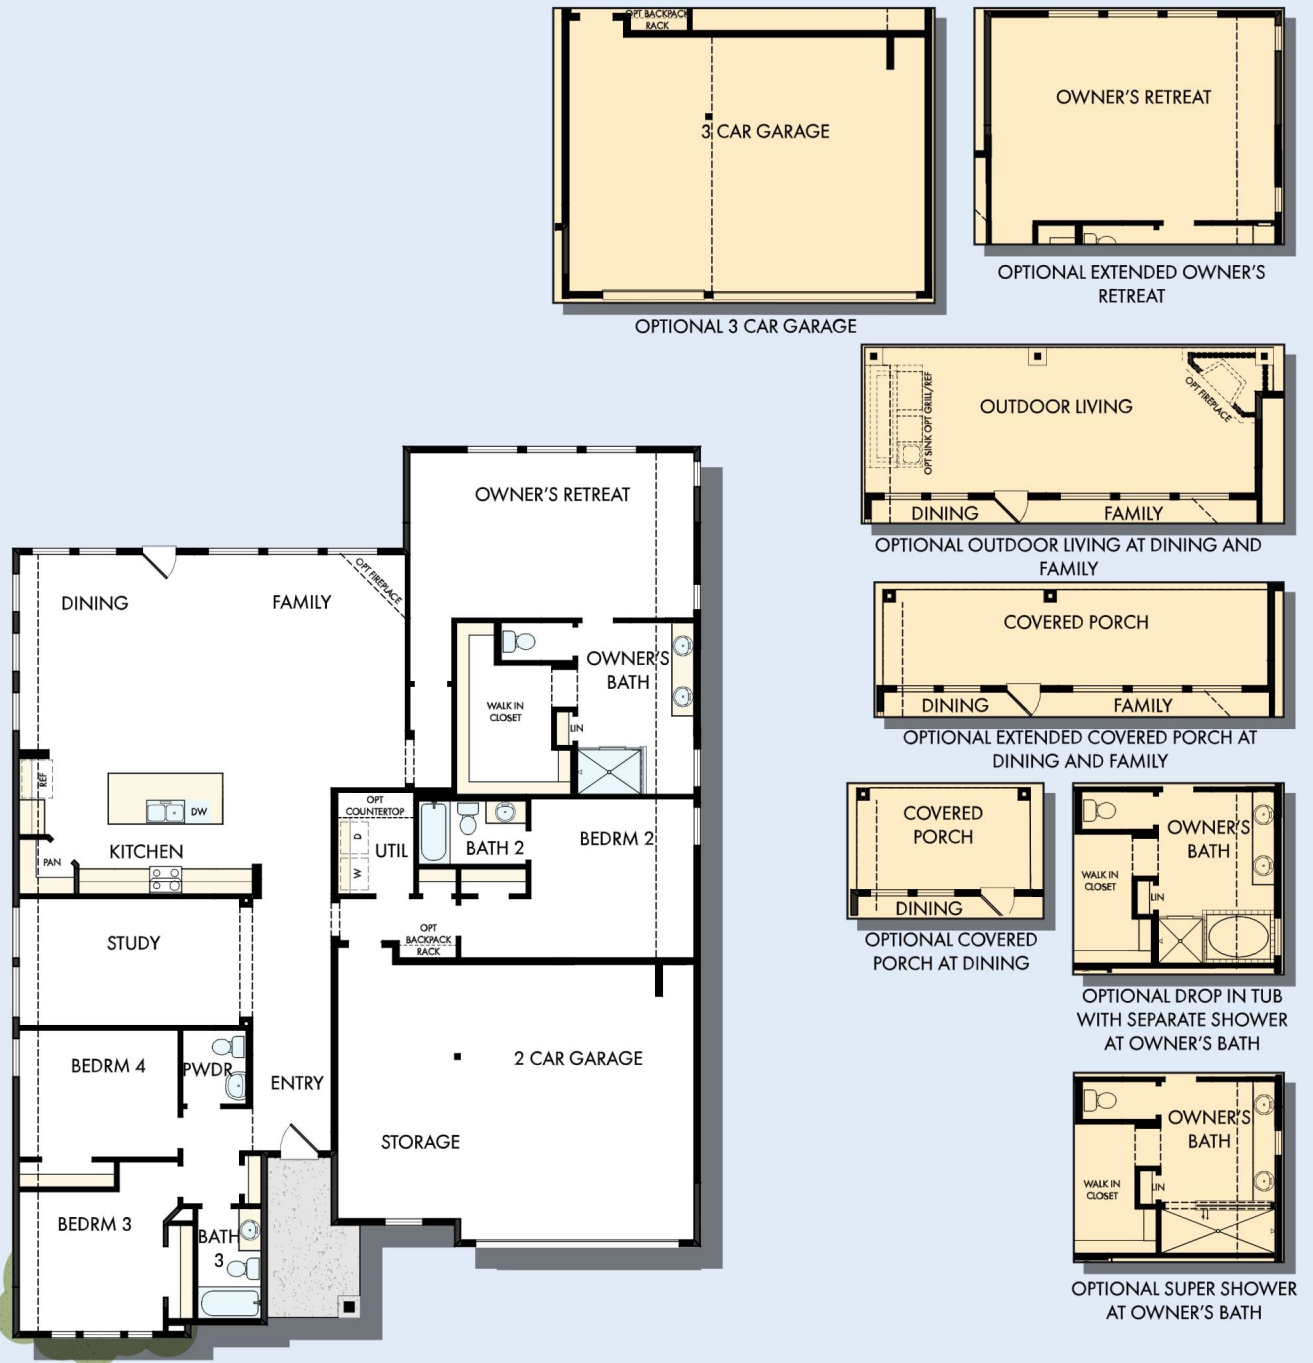 OPT BACKPACK
RACK
3 CAR GARAGE
OPTIONAL 3 CAR GARAGE
OWNER'S RETREAT
OPTIONAL EXTENDED OWNER'S
RETREAT
OUTDOOR LIVING
OPT SINK OPT GRILL/REF
OPT FIREPLACE
DINING
FAMILY
OPTIONAL OUTDOOR LIVING AT DINING AND
FAMILY
COVERED PORCH
DINING
FAMILY
OPTIONAL EXTENDED COVERED PORCH AT
DINING AND FAMILY
COVERED
PORCH
DINING
OPTIONAL COVERED
PORCH AT DINING
OWNER'S
BATH
WALK IN
CLOSET
LIN
OPTIONAL DROP IN TUB
WITH SEPARATE SHOWER
AT OWNER'S BATH
OWNER'S
BATH
WALK IN
CLOSET
LIN
OPTIONAL SUPER SHOWER
AT OWNER'S BATH
OWNER'S RETREAT
DINING
FAMILY
OPT FIREPLACE
OWNER'S
BATH
WALK IN
CLOSET
LIN
REF
DW
KITCHEN
PAN
OPT
COUNTERTOP
D
W
UTIL
BATH 2
BEDRM 2
OPT
BACKPACK
RACK
STUDY
BEDRM 4
PWDR
ENTRY
2 CAR GARAGE
STORAGE
BEDRM 3
BATH
3